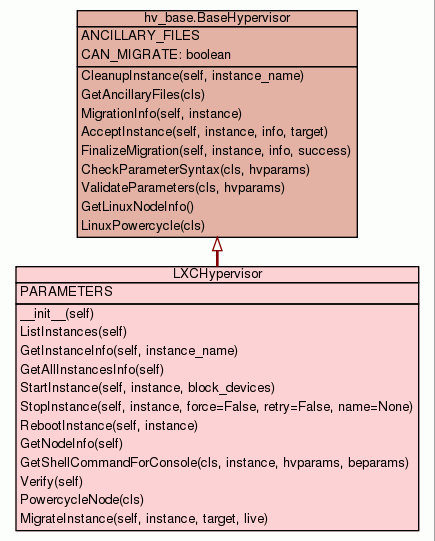 hv_base.BaseHypervisor
ANCILLARY_FILES
CAN_MIGRATE: boolean
CleanupInstance(self, instance_name)
GetAncillaryFiles(cls)
MigrationInfo(self, instance)
AcceptInstance(self, instance, info, target)
FinalizeMigration(self, instance, info, success)
CheckParameterSyntax(cls, hvparams)
ValidateParameters(cls, hvparams)
GetLinuxNodeInfo()
LinuxPowercycle(cls)
LXCHypervisor
PARAMETERS
__init__(self)
ListInstances(self)
GetInstanceInfo(self, instance_name)
GetAllInstancesInfo(self)
StartInstance(self, instance, block_devices)
StopInstance(self, instance, force=False, retry=False, name=None)
RebootInstance(self, instance)
GetNodeInfo(self)
GetShellCommandForConsole(cls, instance, hvparams, beparams)
Verify(self)
PowercycleNode(cls)
MigrateInstance(self, instance, target, live)